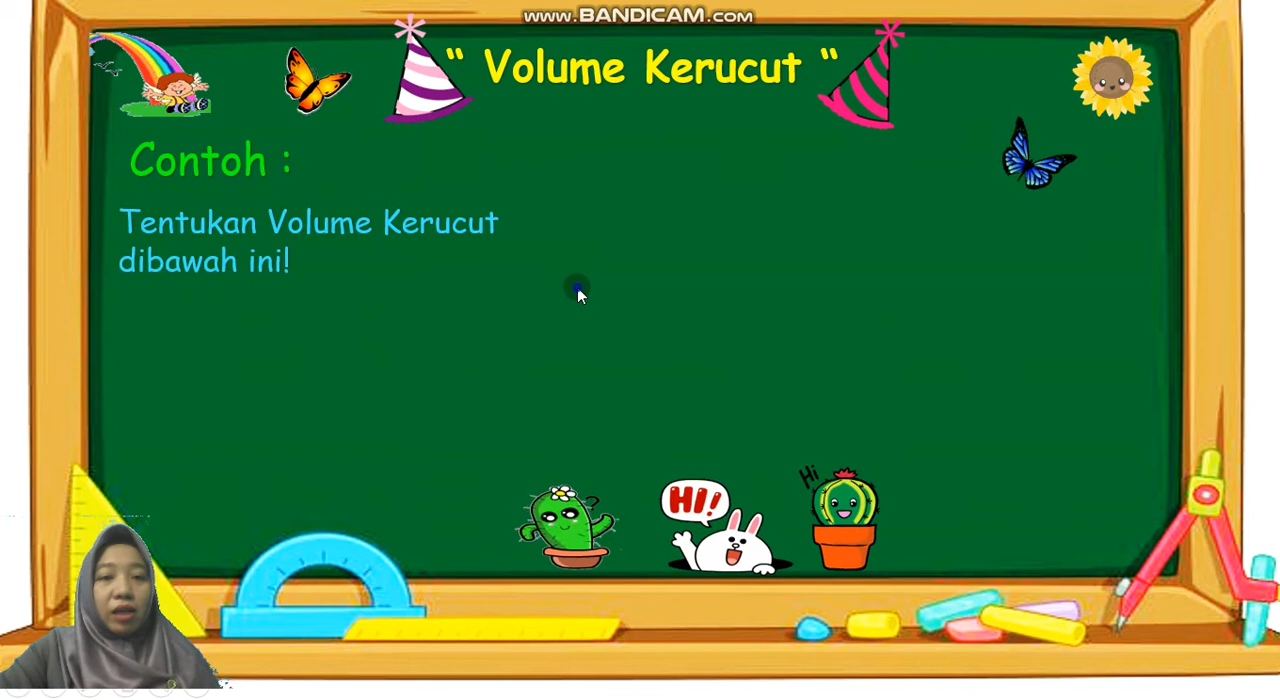 www.BANDICAM.com
“ Volume Kerucut “
Contoh :
Tentukan Volume Kerucut
dibawah ini!
?
HI!
Hi